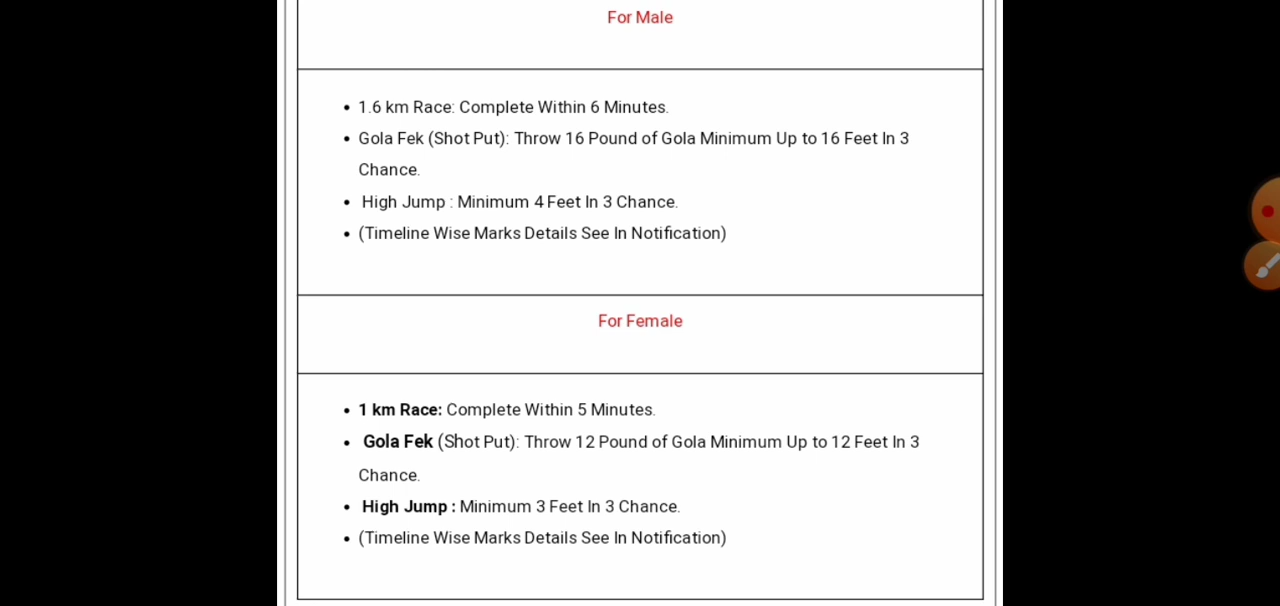 For Male
• 1.6 km Race: Complete Within 6 Minutes.
• Gola Fek (Shot Put): Throw 16 Pound of Gola Minimum Up to 16 Feet In 3
Chance.
• High Jump : Minimum 4 Feet In 3 Chance.
• (Timeline Wise Marks Details See In Notification)
For Female
• 1 km Race: Complete Within 5 Minutes.
• Gola Fek (Shot Put): Throw 12 Pound of Gola Minimum Up to 12 Feet In 3
Chance.
• High Jump : Minimum 3 Feet In 3 Chance.
• (Timeline Wise Marks Details See In Notification)